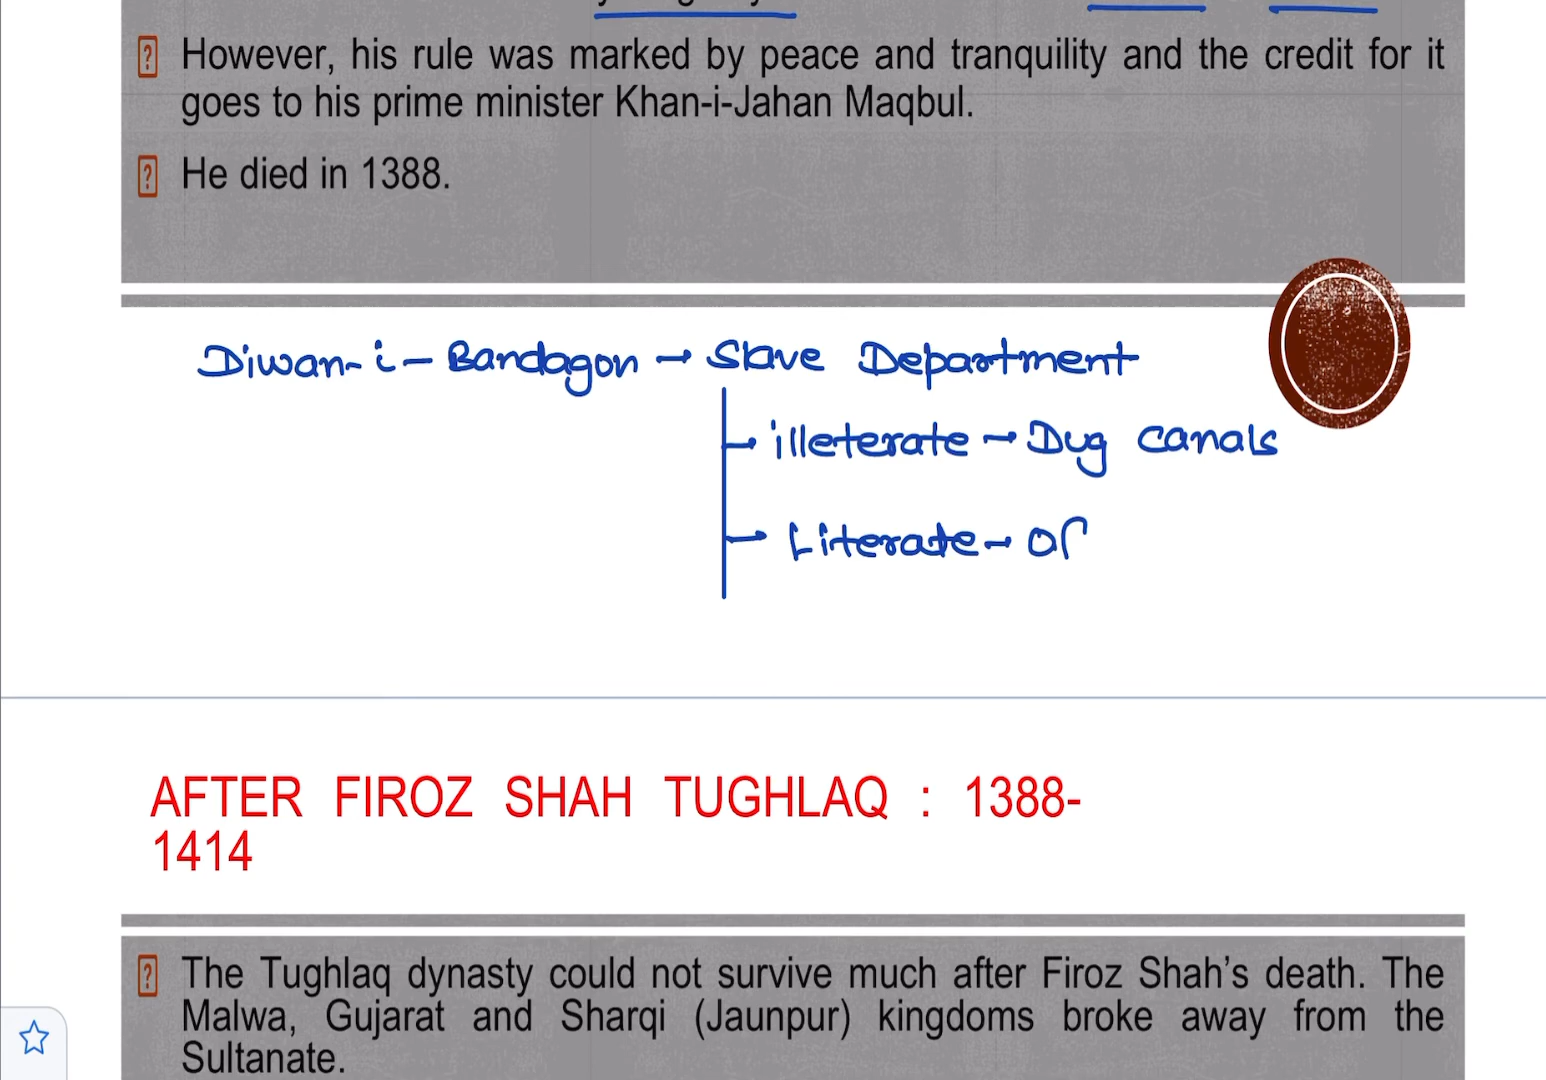 However, his rule was marked by peace and tranquility and the credit for it
goes to his prime minister Khan-i-Jahan Maqbul.
He died in 1388.
Diwan-i-Bandagon → Slave Department
illeterate → Dug canals
Literate → Of
AFTER FIROZ SHAH TUGHLAQ : 1388-
1414
The Tughlaq dynasty could not survive much after Firoz Shah’s death. The
Malwa, Gujarat and Sharqi (Jaunpur) kingdoms broke away from the
Sultanate.